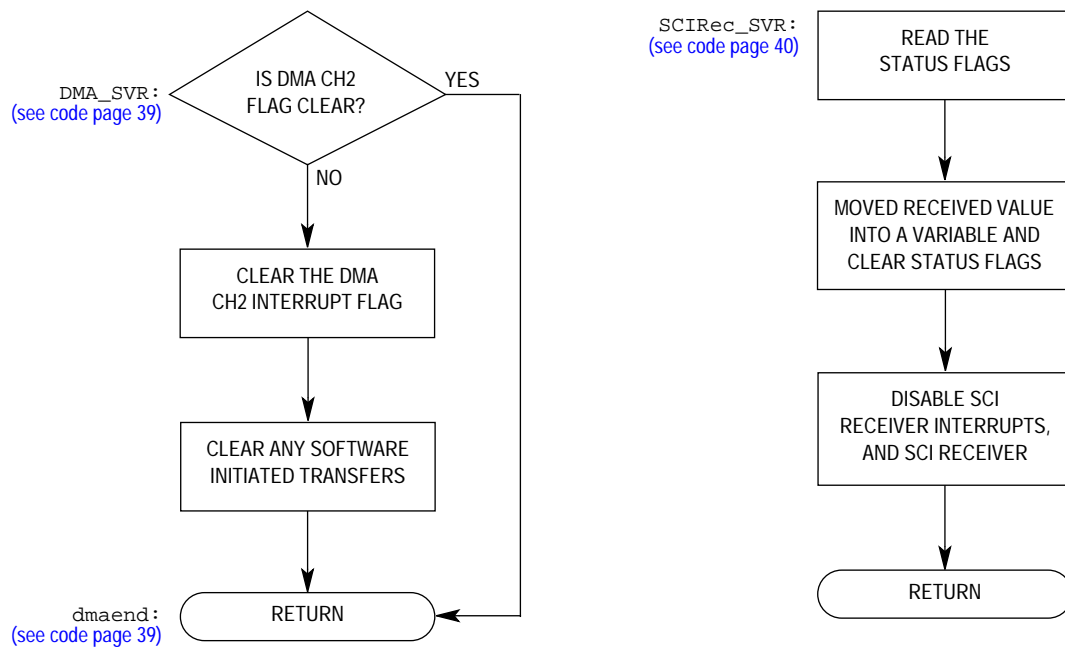 DMA_SVR:
(see code page 39)
IS DMA CH2
FLAG CLEAR?
YES
NO
CLEAR THE DMA
CH2 INTERRUPT FLAG
CLEAR ANY SOFTWARE
INITIATED TRANSFERS
dmaend:
(see code page 39)
RETURN
SCIRec_SVR:
(see code page 40)
READ THE
STATUS FLAGS
MOVED RECEIVED VALUE
INTO A VARIABLE AND
CLEAR STATUS FLAGS
DISABLE SCI
RECEIVER INTERRUPTS,
AND SCI RECEIVER
RETURN